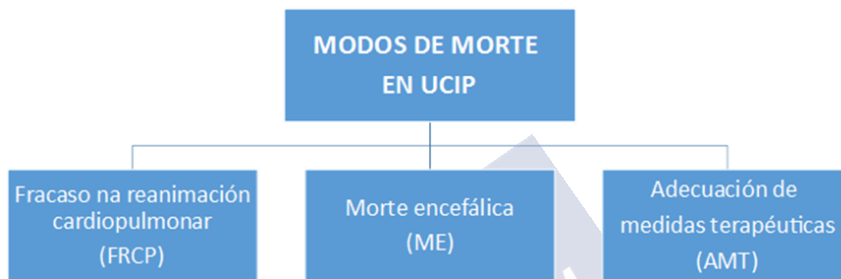 MODOS DE MORTE
EN UCIP
Fracaso na reanimación
cardiopulmonar
(FRCP)
Morte encefálica
(ME)
Adecuación de
medidas terapéuticas
(AMT)